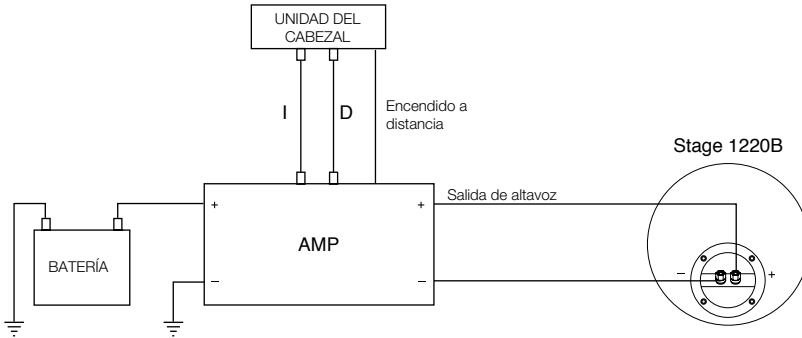 UNIDAD DEL
CABEZAL
I
D
Encendido a
distancia
Stage 1220B
Salida de altavoz
+
+
AMP
BATERÍA
–
–
–
+